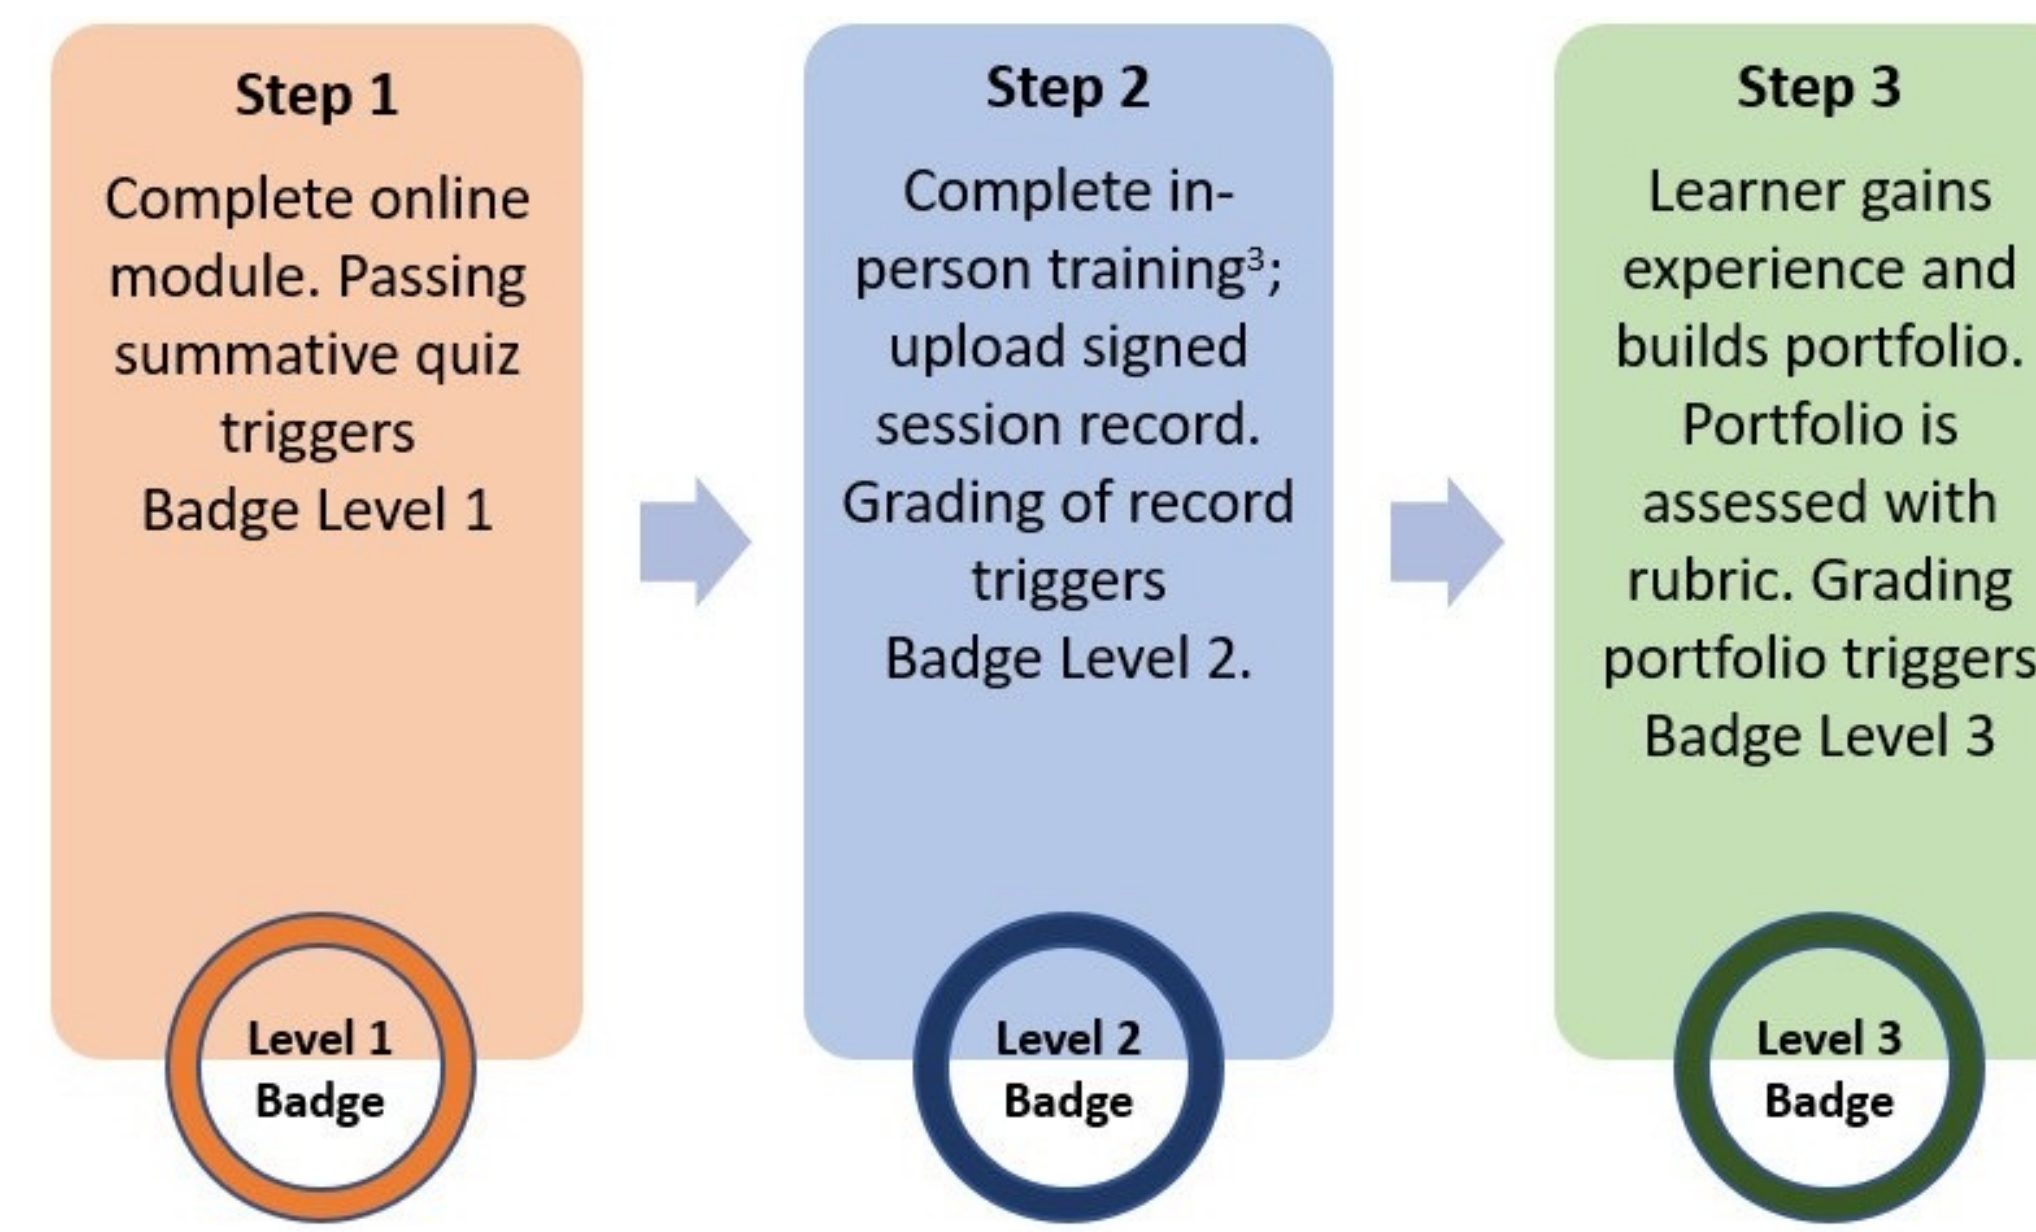 Step 1
Complete online
module. Passing
summative quiz
triggers
Badge Level 1
Level 1
Badge
Step 2
Complete in-
person training³;
upload signed
session record.
Grading of record
triggers
Badge Level 2.
Level 2
Badge
Step 3
Learner gains
experience and
builds portfolio.
Portfolio is
assessed with
rubric. Grading
portfolio triggers
Badge Level 3
Level 3
Badge